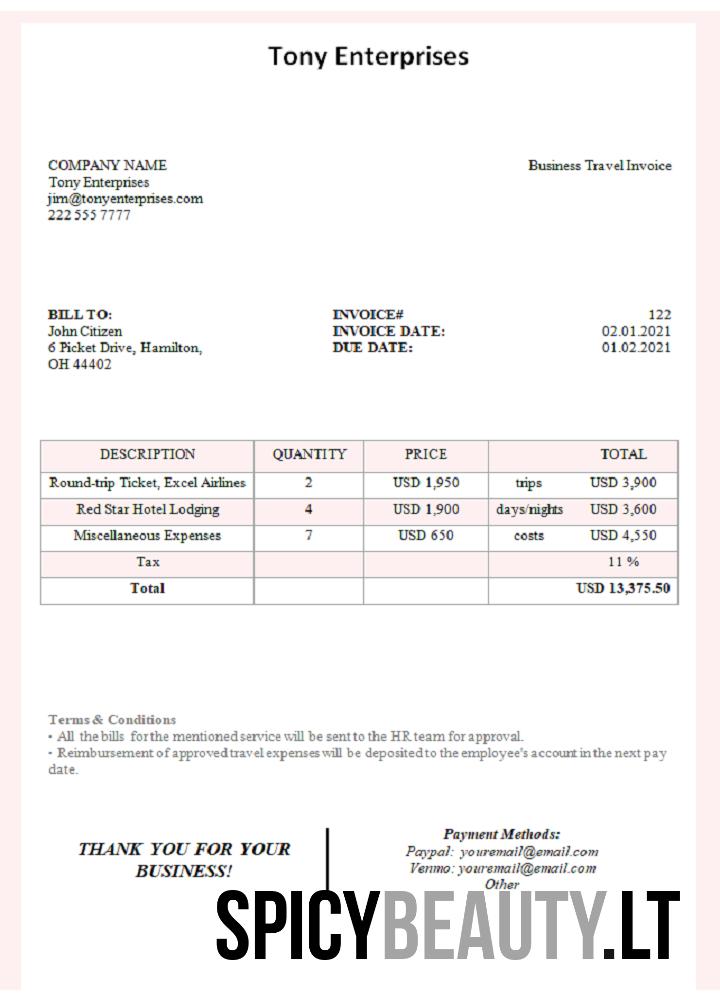 Tony Enterprises
COMPANY NAME
Tony Enterprises
jim@tonyenterprises.com
222 555 7777
Business Travel Invoice
BILL TO:
John Citizen
6 Picket Drive, Hamilton,
OH 44402
INVOICE# 122
INVOICE DATE: 02.01.2021
DUE DATE: 01.02.2021
DESCRIPTION QUANTITY PRICE TOTAL
Round-trip Ticket, Excel Airlines 2 USD 1,950 trips USD 3,900
Red Star Hotel Lodging 4 USD 1,900 days/nights USD 3,600
Miscellaneous Expenses 7 USD 650 costs USD 4,550
Tax 11 %
Total USD 13,375.50
Terms & Conditions
• All the bills for the mentioned service will be sent to the HR team for approval.
• Reimbursement of approved travel expenses will be deposited to the employee's account in the next pay
date.
THANK YOU FOR YOUR
BUSINESS!
Payment Methods:
Paypal: youremail@email.com
Venmo: youremail@email.com
Other
SPICYBEAUTY.LT